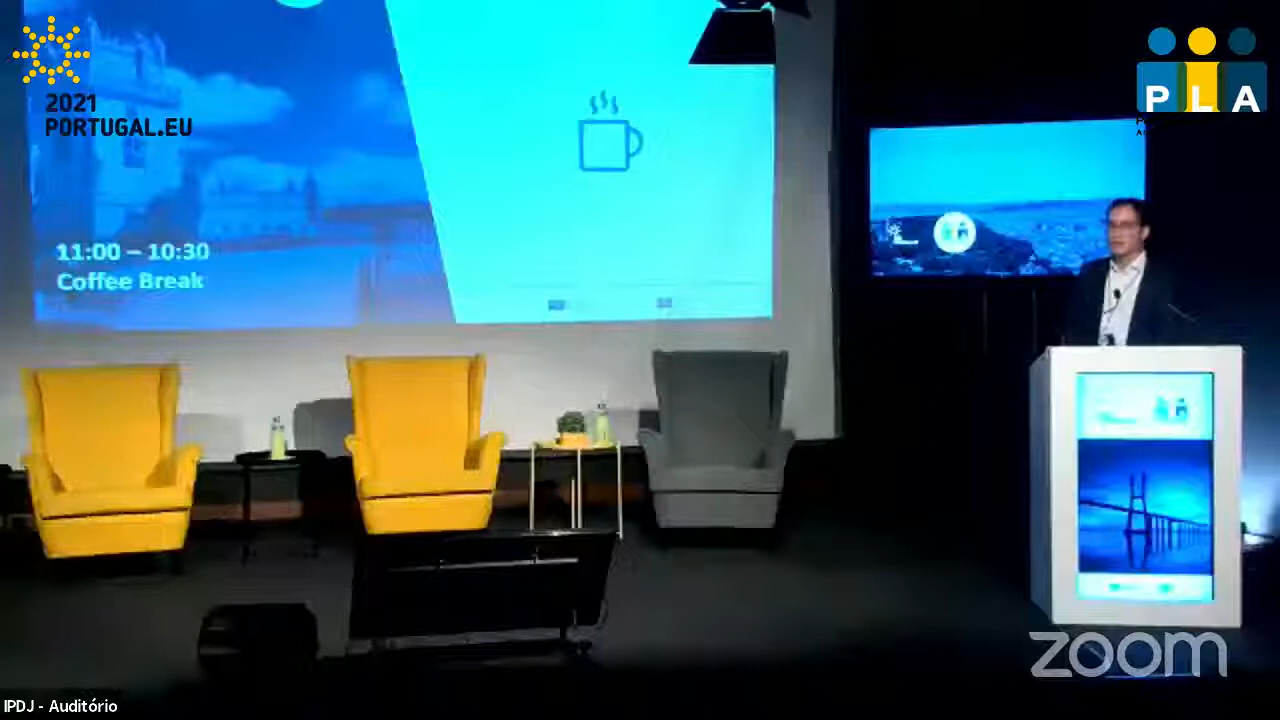 2021
PORTUGAL.EU
PLA
11:00 – 10:30
Coffee Break
zoom
IPDJ - Auditório